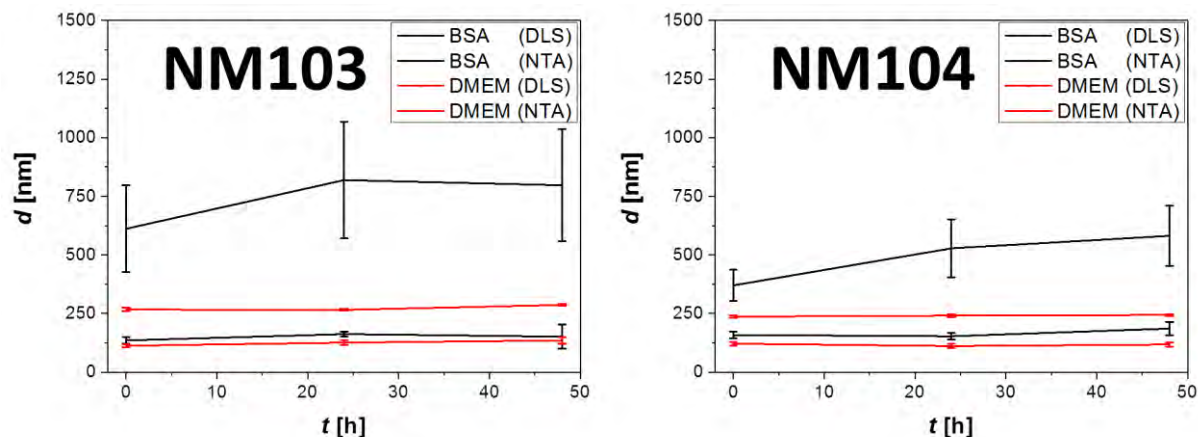 NM103
BSA (DLS)
BSA (NTA)
DMEM (DLS)
DMEM (NTA)
1500
1250
1000
750
500
250
0
d [nm]
0 10 20 30 40 50
t [h]
NM104
BSA (DLS)
BSA (NTA)
DMEM (DLS)
DMEM (NTA)
1500
1250
1000
750
500
250
0
d [nm]
0 10 20 30 40 50
t [h]